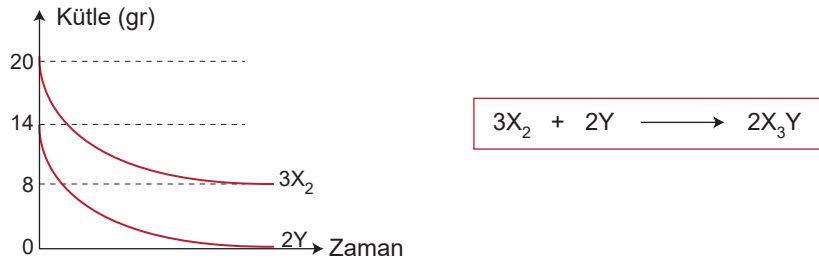 Kütle (gr)
20
14
8
0
3X₂
2Y
Zaman
3X₂ + 2Y ⟶ 2X₃Y